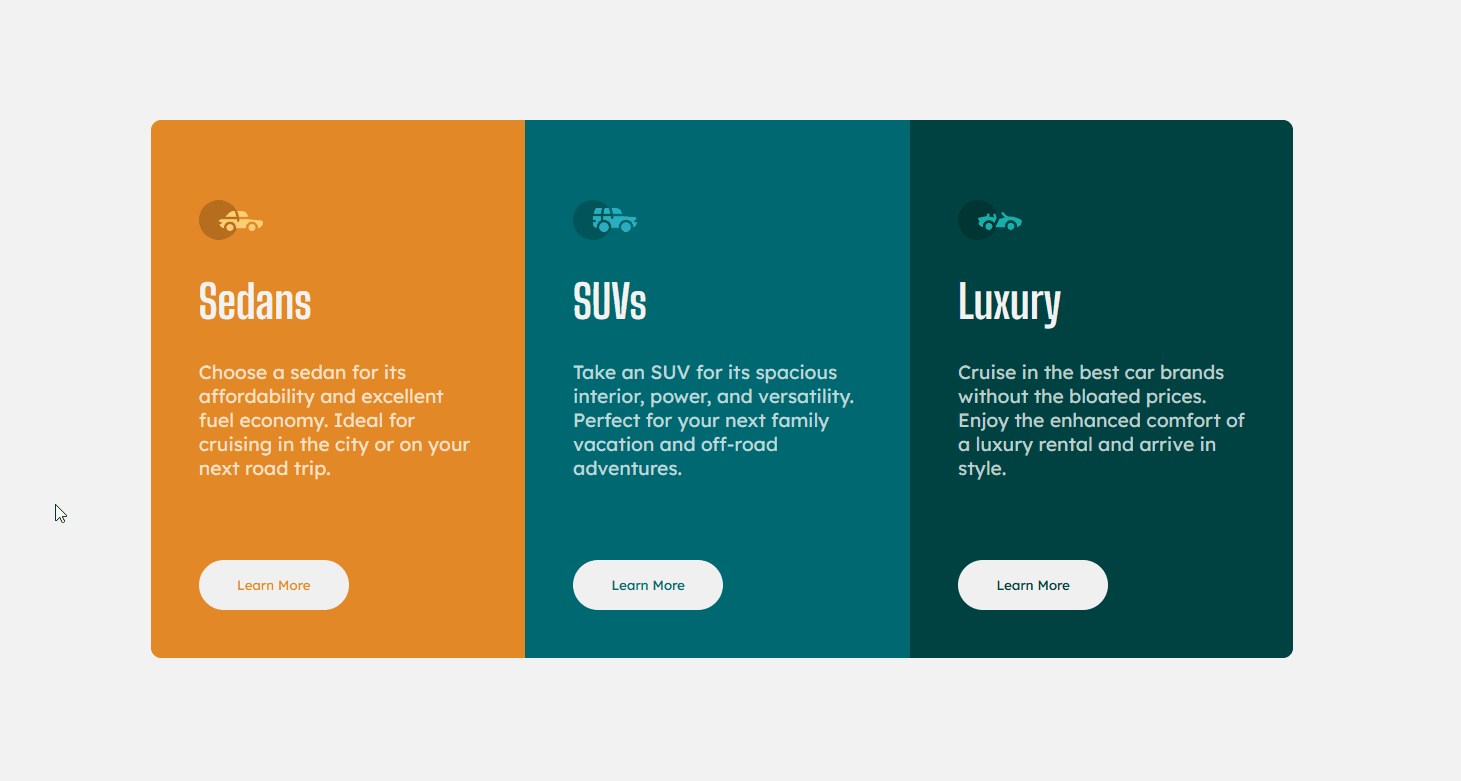 Sedans
Choose a sedan for its
affordability and excellent
fuel economy. Ideal for
cruising in the city or on your
next road trip.
Learn More
SUVs
Take an SUV for its spacious
interior, power, and versatility.
Perfect for your next family
vacation and off-road
adventures.
Learn More
Luxury
Cruise in the best car brands
without the bloated prices.
Enjoy the enhanced comfort of
a luxury rental and arrive in
style.
Learn More